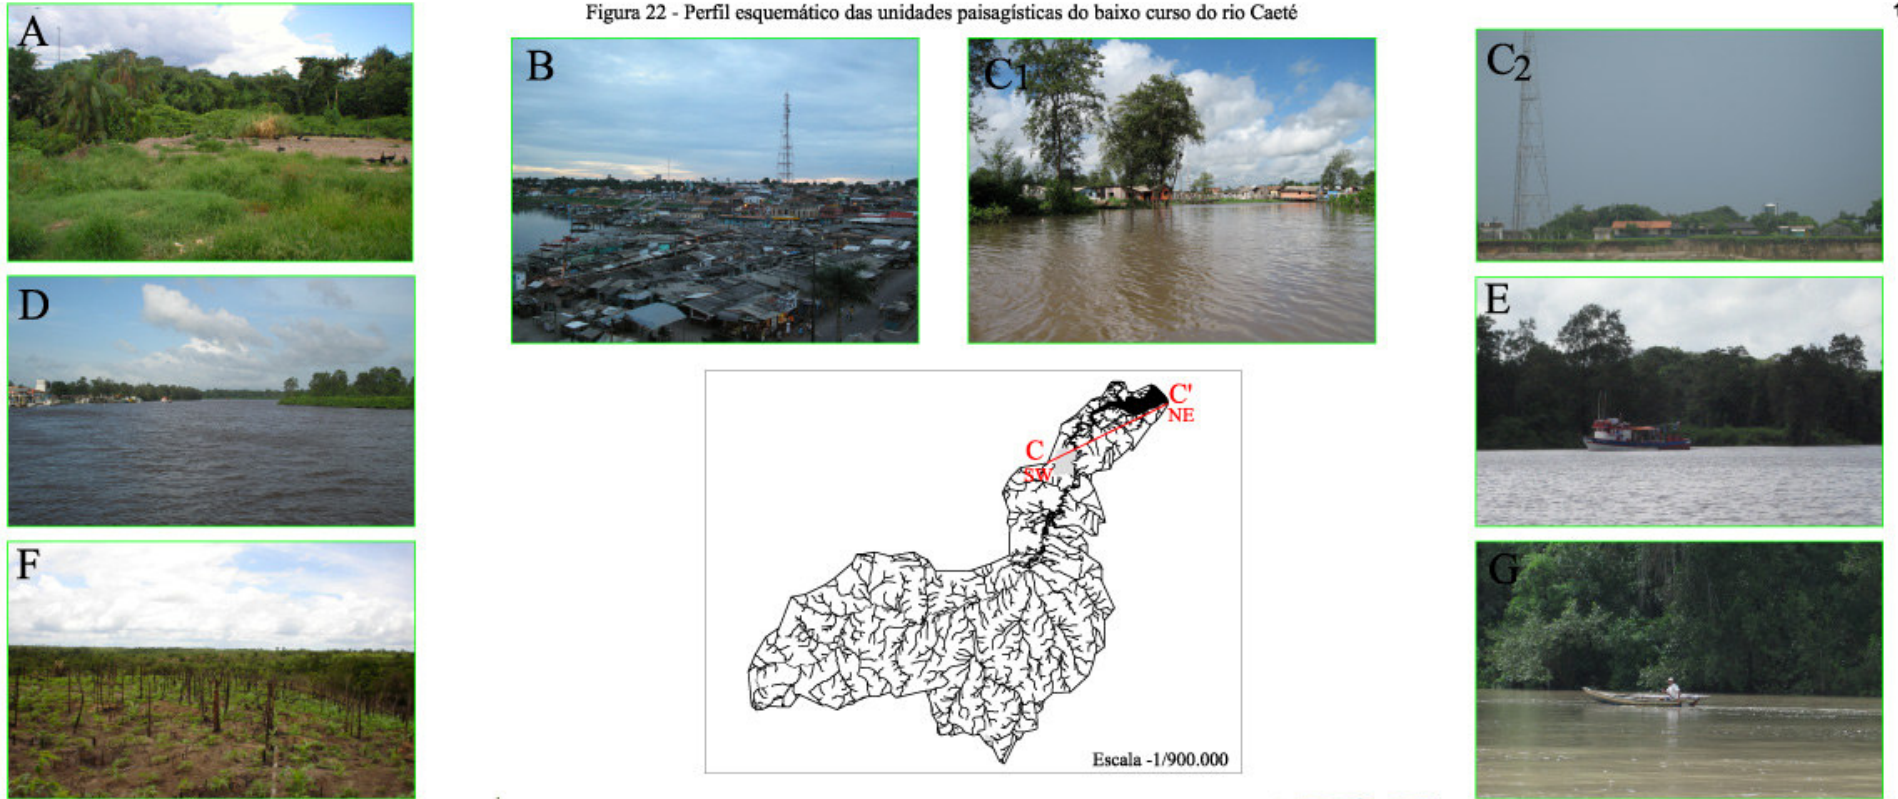 Figura 22 - Perfil esquemático das unidades paisagísticas do baixo curso do rio Caeté
A
B
C1
C2
D
E
F
G
C'
NE
C
SW
Escala -1/900.000